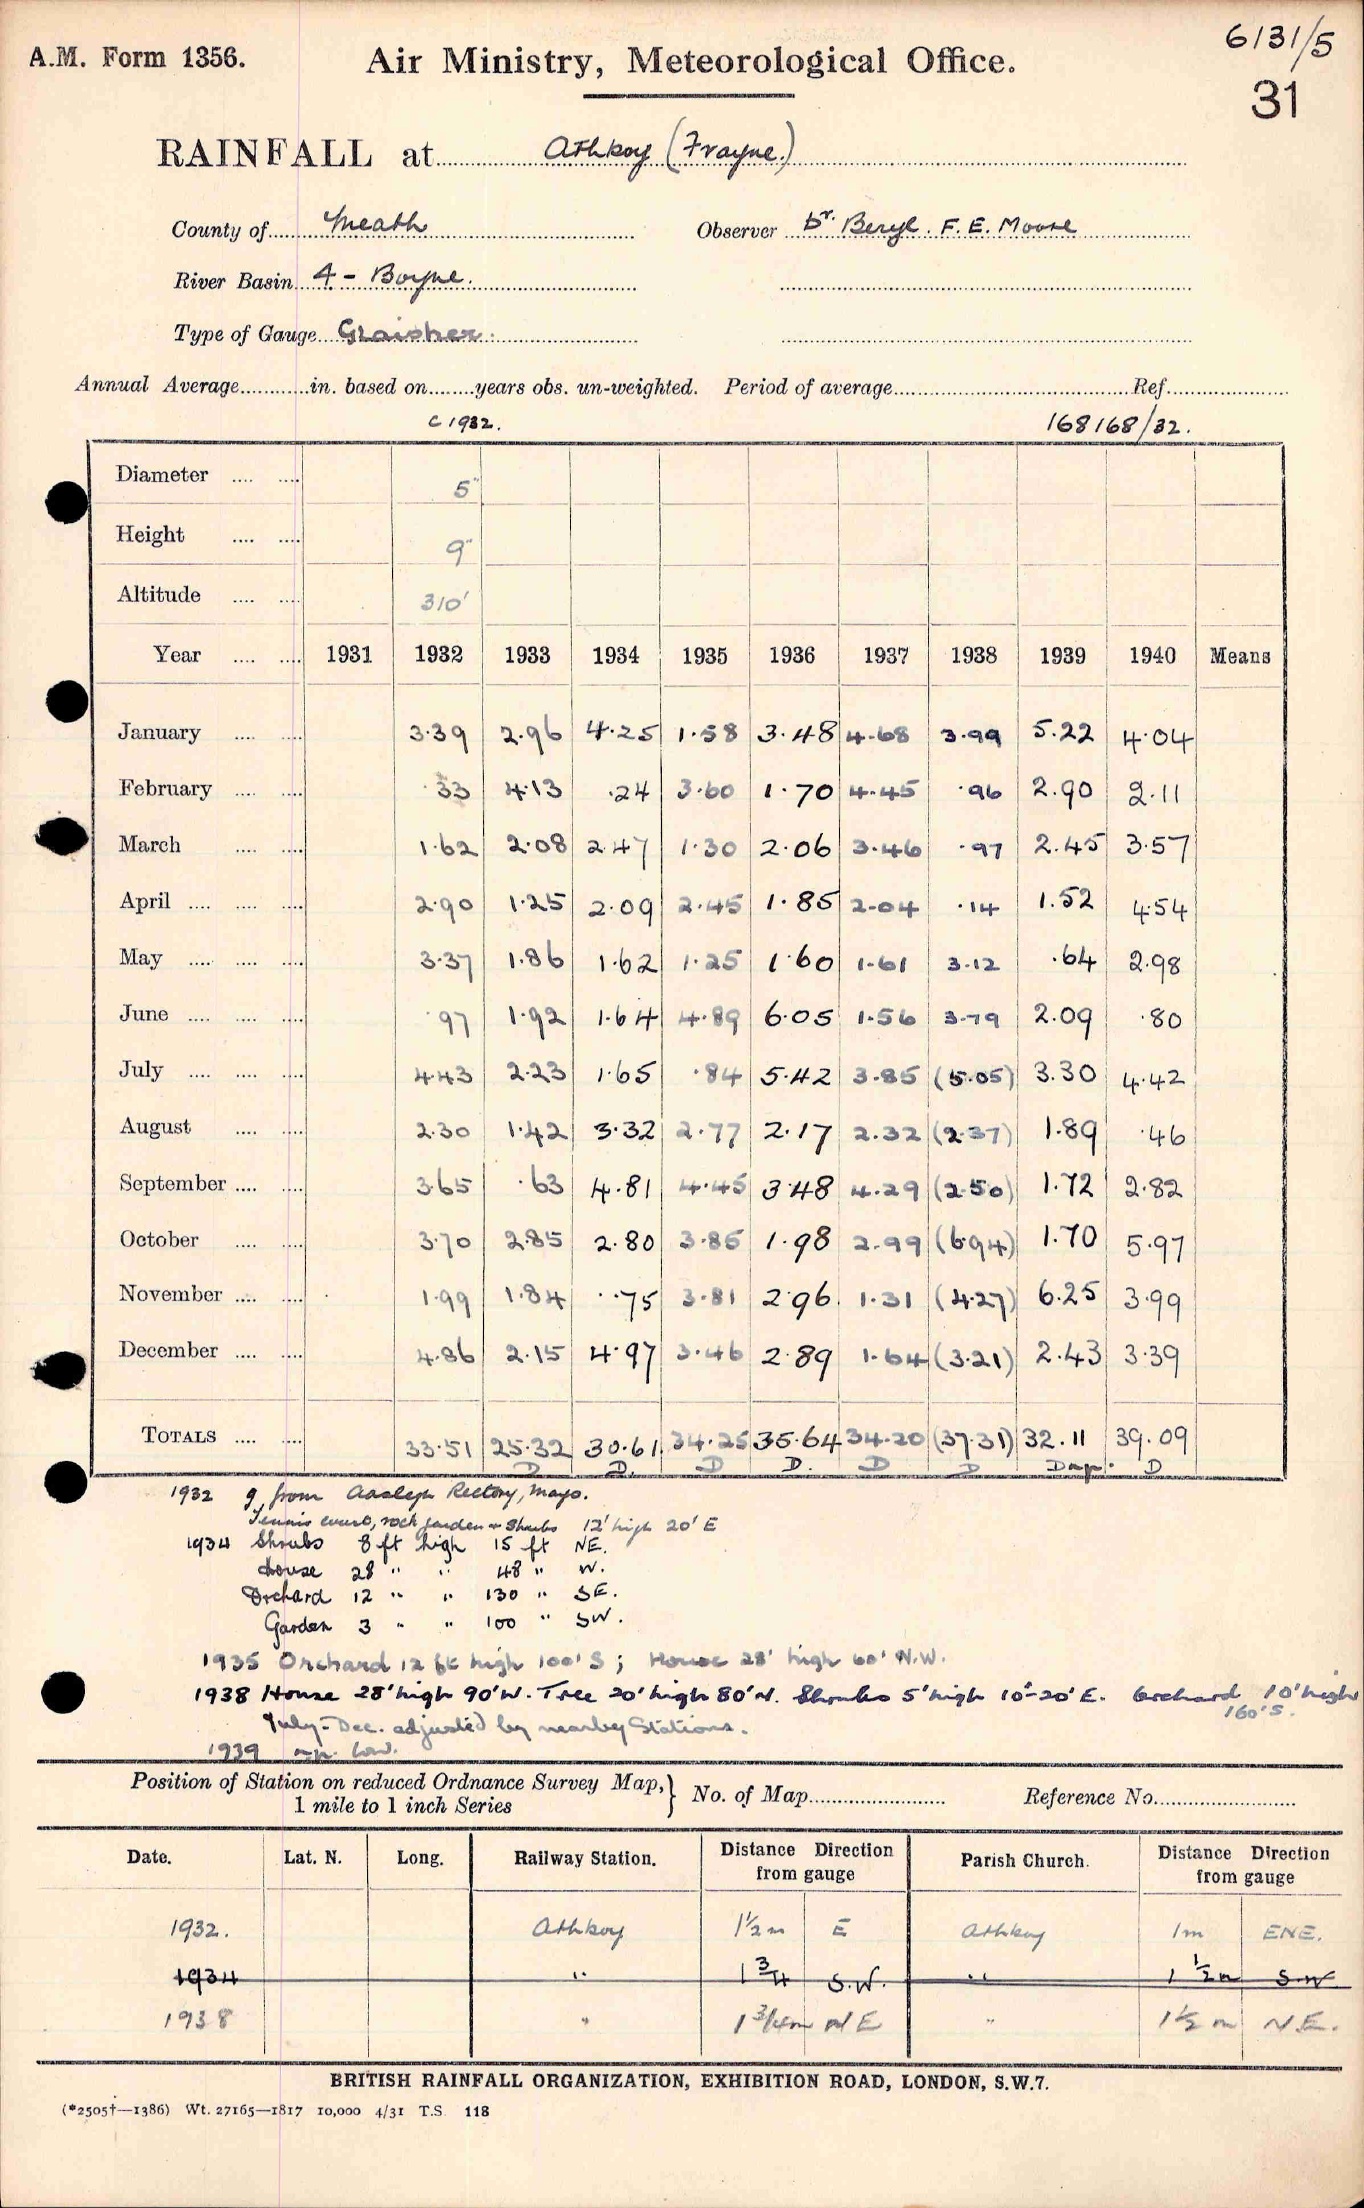 A.M. Form 1356.
Air Ministry, Meteorological Office.
6131/5
31
RAINFALL at Athboy (Frayne.)
County of Meath Observer Dr. Beryl. F. E. Moore
River Basin 4 - Boyne.
Type of Gauge Glaisher.
Annual Average in. based on years obs. un-weighted. Period of average Ref.
c 1932. 168168/32.
Diameter 5"
Height 9"
Altitude 310'
Year 1931 1932 1933 1934 1935 1936 1937 1938 1939 1940 Means
January 3.39 2.96 4.25 1.58 3.48 4.68 3.99 5.22 4.04
February .33 4.13 .24 3.60 1.70 4.45 .96 2.90 2.11
March 1.62 2.08 2.47 1.30 2.06 3.46 .97 2.45 3.57
April 2.90 1.25 2.09 2.45 1.85 2.04 .14 1.52 4.54
May 3.37 1.86 1.62 1.25 1.60 1.61 3.12 .64 2.98
June .97 1.92 1.64 4.89 6.05 1.56 3.79 2.09 .80
July 4.43 2.23 1.65 .84 5.42 3.85 (5.05) 3.30 4.42
August 2.30 1.42 3.32 2.77 2.17 2.32 (2.37) 1.89 .46
September 3.65 .63 4.81 4.45 3.48 4.29 (2.50) 1.72 2.82
October 3.70 2.85 2.80 3.85 1.98 2.99 (6.94) 1.70 5.97
November 1.99 1.84 .75 3.81 2.96 1.31 (4.27) 6.25 3.99
December 4.86 2.15 4.97 3.46 2.89 1.64 (3.21) 2.43 3.39
TOTALS 33.51 25.32 30.61 34.25 35.64 34.20 (37.31) 32.11 39.09
D D. D D. D D D
1932 g from Aasleagh Rectory, Mayo.
Tennis court, rock garden & Shrubs 12' high 20' E
1934 Shrubs 8 ft high 15 ft NE.
House 28 " " 48 " W.
Orchard 12 " " 130 " SE.
Garden 3 " " 100 " SW.
1935 Orchard 12 ft high 100' S; House 28' high 60' N.W.
1938 House 28' high 90' W. Tree 20' high 80' N. Shrubs 5' high 10'-20' E. Orchard 10' high
160' S.
July-Dec. adjusted by nearby Stations.
1939 low.
Position of Station on reduced Ordnance Survey Map, } No. of Map Reference No.
1 mile to 1 inch Series
Date. Lat. N. Long. Railway Station. Distance Direction from gauge Parish Church. Distance Direction from gauge
1932. Athboy 1½ m E Athboy 1m ENE.
1934 " 1¾ S.W. " 1½ m S.W
1938 " 1¾ m NE " 1½ m N.E.
BRITISH RAINFALL ORGANIZATION, EXHIBITION ROAD, LONDON, S.W.7.
(*2505†—1386) Wt. 27165—1817 10,000 4/31 T.S. 118